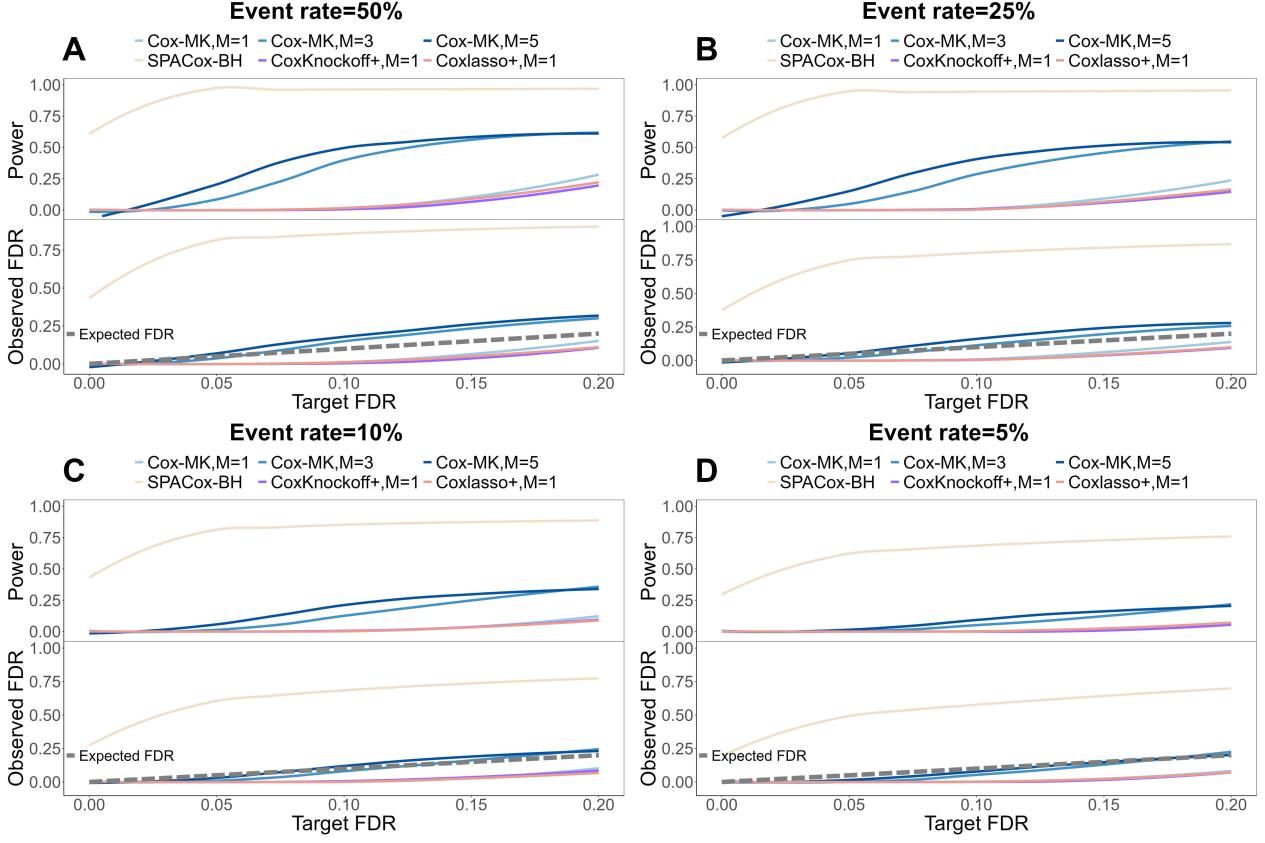 Event rate=50%
A
Cox-MK,M=1 Cox-MK,M=3 Cox-MK,M=5
SPACox-BH CoxKnockoff+,M=1 Coxlasso+,M=1
Power
1.00
0.75
0.50
0.25
0.00
Observed FDR
0.75
0.50
0.25
0.00
Expected FDR
0.00 0.05 0.10 0.15 0.20
Target FDR
Event rate=25%
B
Cox-MK,M=1 Cox-MK,M=3 Cox-MK,M=5
SPACox-BH CoxKnockoff+,M=1 Coxlasso+,M=1
Power
1.00
0.75
0.50
0.25
0.00
Observed FDR
1.00
0.75
0.50
0.25
0.00
Expected FDR
0.00 0.05 0.10 0.15 0.20
Target FDR
Event rate=10%
C
Cox-MK,M=1 Cox-MK,M=3 Cox-MK,M=5
SPACox-BH CoxKnockoff+,M=1 Coxlasso+,M=1
Power
1.00
0.75
0.50
0.25
0.00
Observed FDR
1.00
0.75
0.50
0.25
0.00
Expected FDR
0.00 0.05 0.10 0.15 0.20
Target FDR
Event rate=5%
D
Cox-MK,M=1 Cox-MK,M=3 Cox-MK,M=5
SPACox-BH CoxKnockoff+,M=1 Coxlasso+,M=1
Power
1.00
0.75
0.50
0.25
0.00
Observed FDR
1.00
0.75
0.50
0.25
0.00
Expected FDR
0.00 0.05 0.10 0.15 0.20
Target FDR